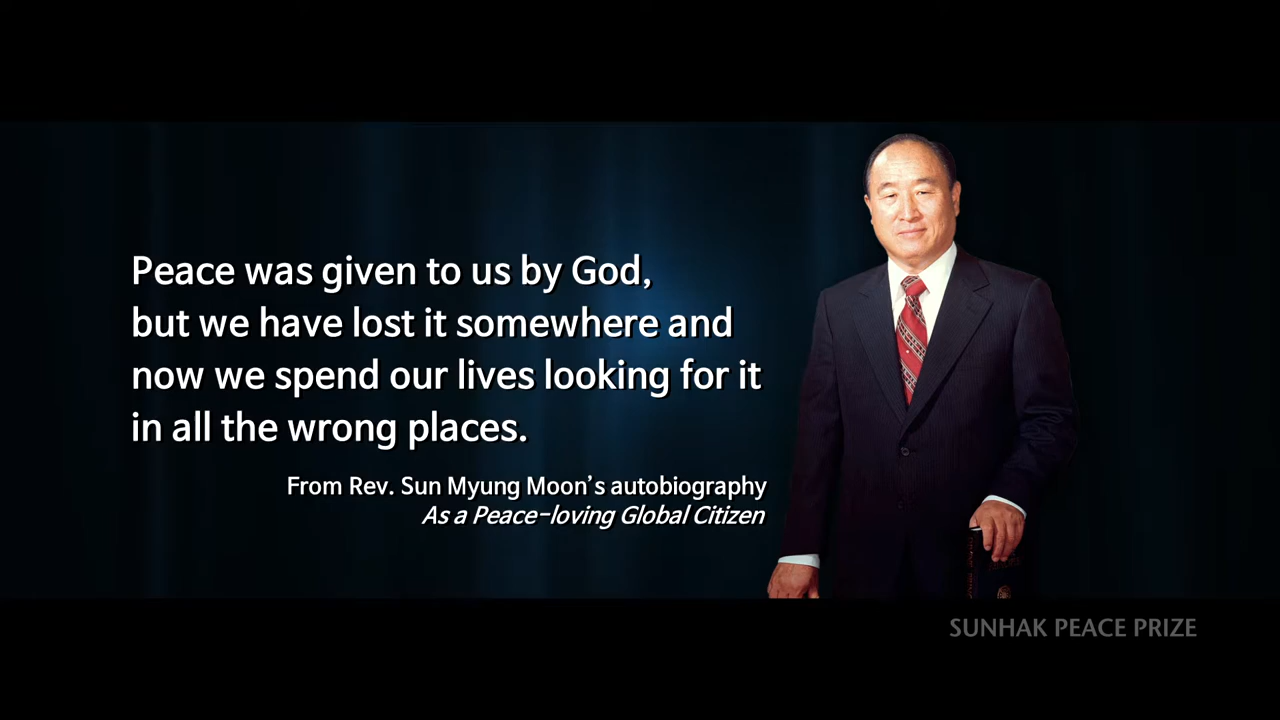 Peace was given to us by God,
but we have lost it somewhere and
now we spend our lives looking for it
in all the wrong places.
From Rev. Sun Myung Moon's autobiography
As a Peace-loving Global Citizen
SUNHAK PEACE PRIZE